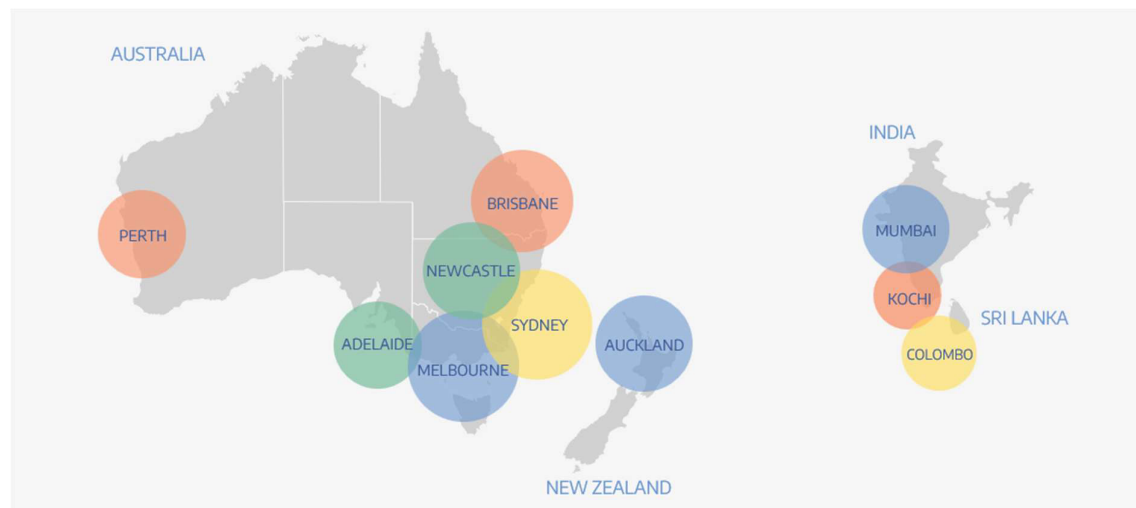 AUSTRALIA
INDIA
BRISBANE
PERTH
MUMBAI
NEWCASTLE
KOCHI
SYDNEY
SRI LANKA
ADELAIDE
AUCKLAND
COLOMBO
MELBOURNE
NEW ZEALAND